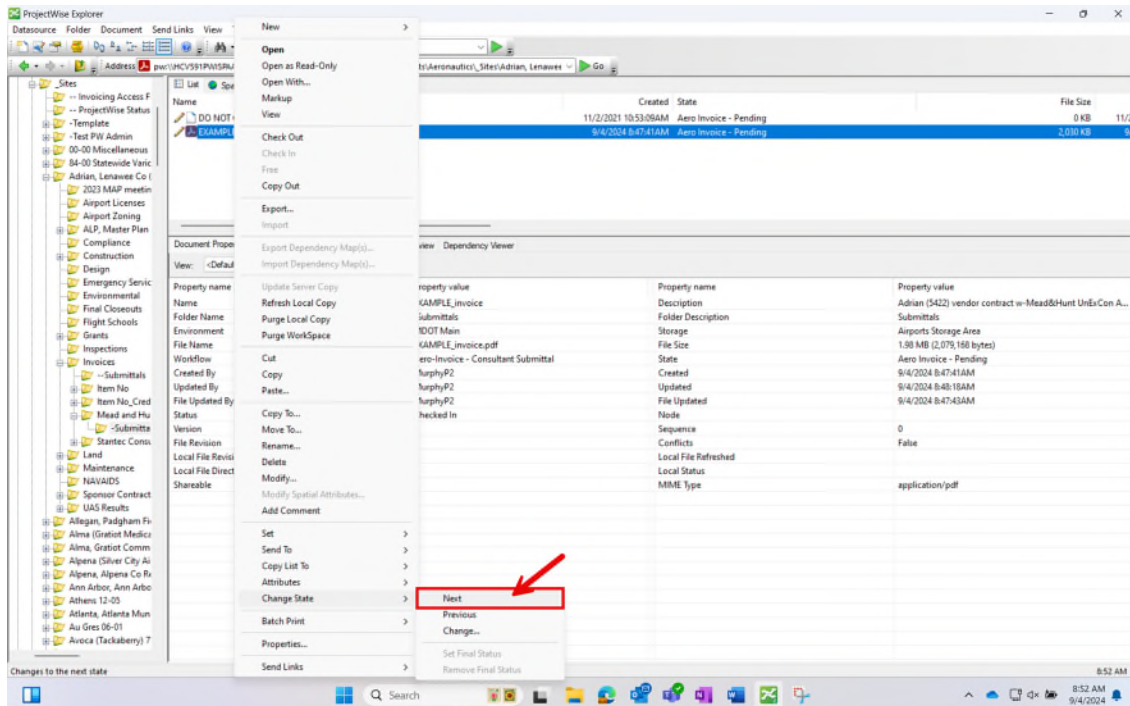 ProjectWise Explorer
Datasource Folder Document Send Links View
Address pw:\\HCV591PWISPA
ts\Aeronautics\_Sites\Adrian, Lenawee
Go
_Sites
-- Invoicing Access F
-- ProjectWise Status
-Template
-Test PW Admin
00-00 Miscellaneous
84-00 Statewide Varic
Adrian, Lenawee Co (
2023 MAP meetin
Airport Licenses
Airport Zoning
ALP, Master Plan
Compliance
Construction
Design
Emergency Servic
Environmental
Final Closeouts
Flight Schools
Grants
Inspections
Invoices
--Submittals
Item No
Item No_Cred
Mead and Hu
-Submitta
Stantec Consu
Land
Maintenance
NAVAIDS
Sponsor Contract
UAS Results
Allegan, Padgham Fi
Alma (Gratiot Medica
Alma, Gratiot Comm
Alpena (Silver City Ai
Alpena, Alpena Co Re
Ann Arbor, Ann Arbo
Athens 12-05
Atlanta, Atlanta Mun
Au Gres 06-01
Avoca (Tackaberry) 7
List Spa
Name Created State File Size
DO NOT 11/2/2021 10:53:09AM Aero Invoice - Pending 0 KB 11/
EXAMPLE 9/4/2024 8:47:41AM Aero Invoice - Pending 2,030 KB 9
Document Prope view Dependency Viewer
View: <Defaul
Property name roperty value Property name Property value
Name XAMPLE_invoice Description Adrian (5422) vendor contract w-Mead&Hunt UnExCon A...
Folder Name ubmittals Folder Description Submittals
Environment MDOT Main Storage Airports Storage Area
File Name XAMPLE_invoice.pdf File Size 1.98 MB (2,079,168 bytes)
Workflow ero-Invoice - Consultant Submittal State Aero Invoice - Pending
Created By MurphyP2 Created 9/4/2024 8:47:41AM
Updated By MurphyP2 Updated 9/4/2024 8:48:18AM
File Updated By MurphyP2 File Updated 9/4/2024 8:47:43AM
Status hecked In Node
Version Sequence 0
File Revision Conflicts False
Local File Revisi Local File Refreshed
Local File Direct Local Status
Shareable MIME Type application/pdf
New
Open
Open as Read-Only
Open With...
Markup
View
Check Out
Check In
Free
Copy Out
Export...
Import
Export Dependency Map(s)...
Import Dependency Map(s)...
Update Server Copy
Refresh Local Copy
Purge Local Copy
Purge WorkSpace
Cut
Copy
Paste...
Copy To...
Move To...
Rename...
Delete
Modify...
Modify Spatial Attributes...
Add Comment
Set
Send To
Copy List To
Attributes
Change State
Batch Print
Properties...
Send Links
Next
Previous
Change...
Set Final Status
Remove Final Status
Changes to the next state 8:52 AM
Search
8:52 AM
9/4/2024